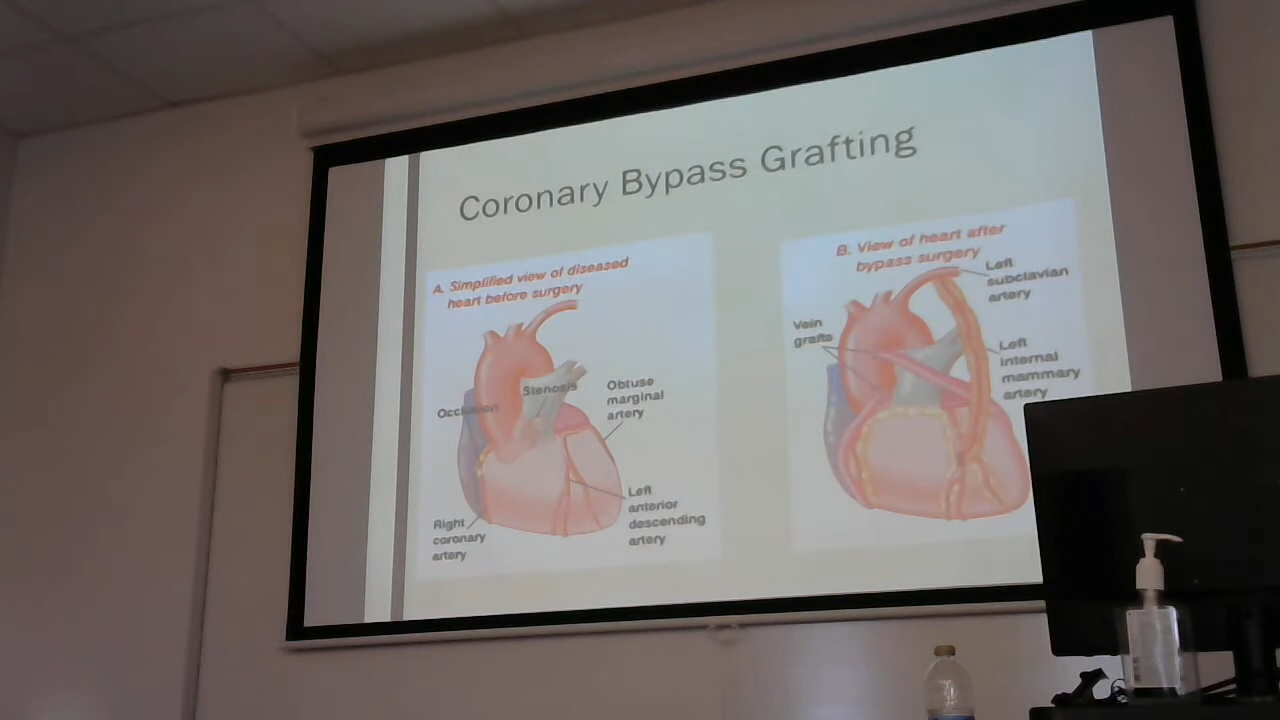 Coronary Bypass Grafting
A. Simplified view of diseased
heart before surgery
Stenosis
Occlusion
Obtuse
marginal
artery
Left
anterior
descending
artery
Right
coronary
artery
B. View of heart after
bypass surgery
Left
subclavian
artery
Vein
grafts
Left
internal
mammary
artery